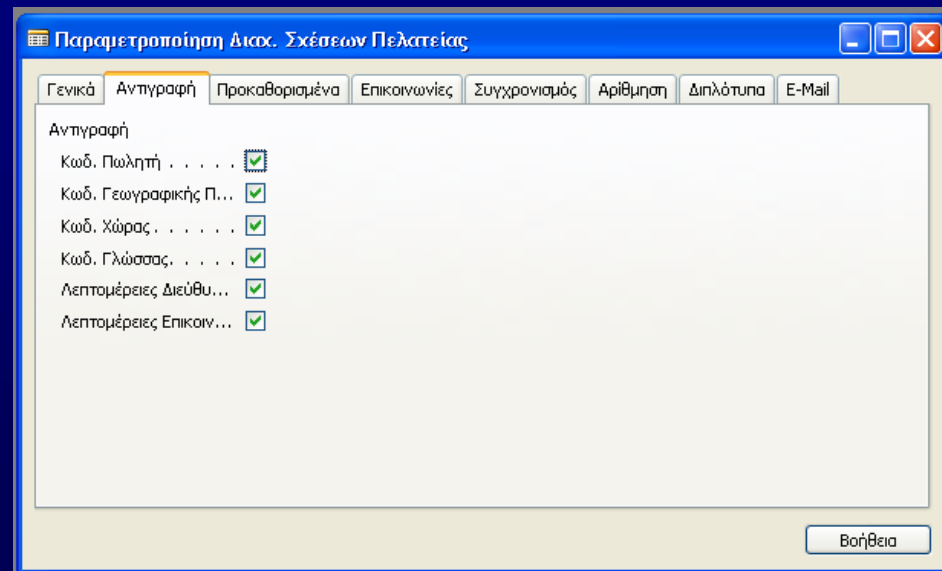 Παραμετροποίηση Διαχ. Σχέσεων Πελατείας
Γενικά Αντιγραφή Προκαθορισμένα Επικοινωνίες Συγχρονισμός Αρίθμηση Διπλότυπα E-Mail
Αντιγραφή
Κωδ. Πωλητή . . . . .
Κωδ. Γεωγραφικής Π...
Κωδ. Χώρας. . . . . .
Κωδ. Γλώσσας. . . . .
Λεπτομέρειες Διεύθυ...
Λεπτομέρειες Επικοιν...
Βοήθεια